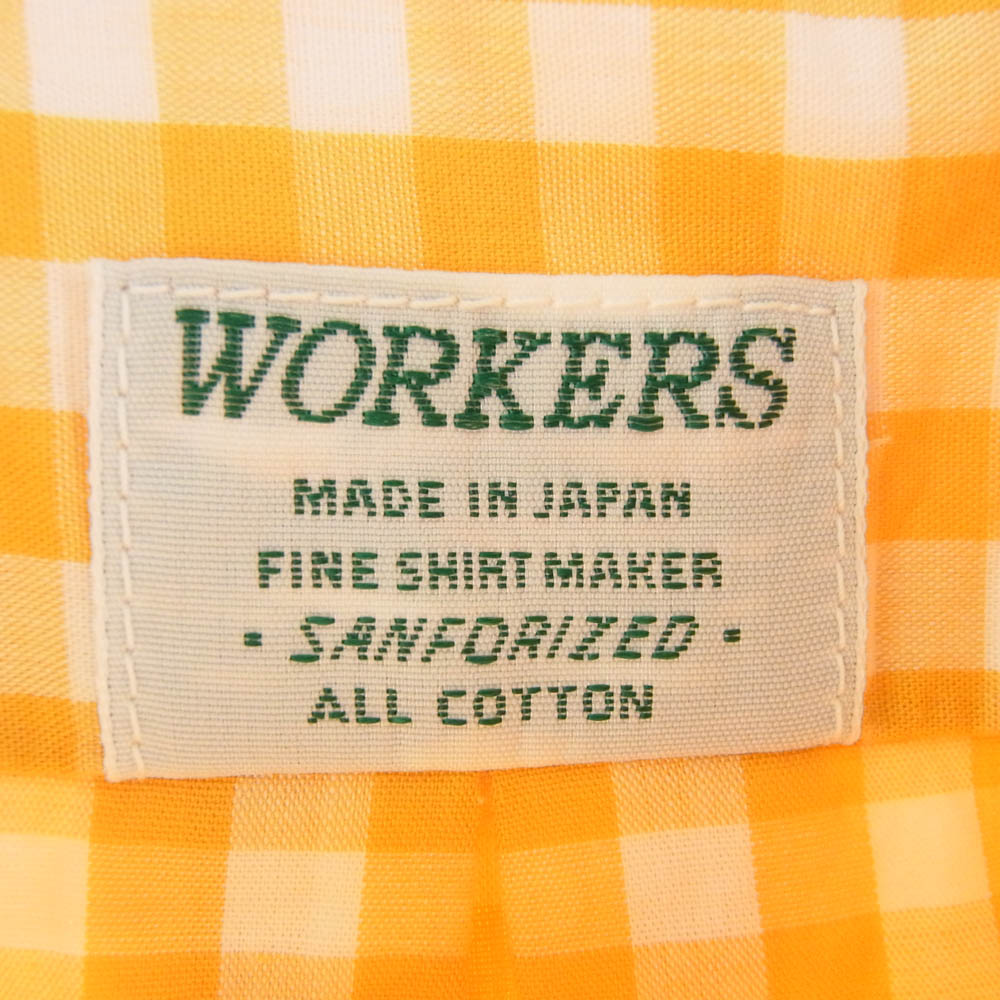 WORKERS
MADE IN JAPAN
FINE SHIRT MAKER
· SANFORIZED ·
ALL COTTON